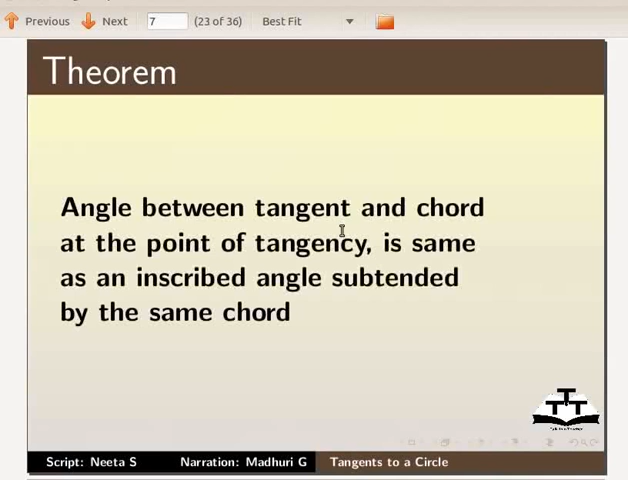 Previous Next 7 (23 of 36) Best Fit
Theorem
Angle between tangent and chord
at the point of tangency, is same
as an inscribed angle subtended
by the same chord
TTT
Script: Neeta S Narration: Madhuri G Tangents to a Circle